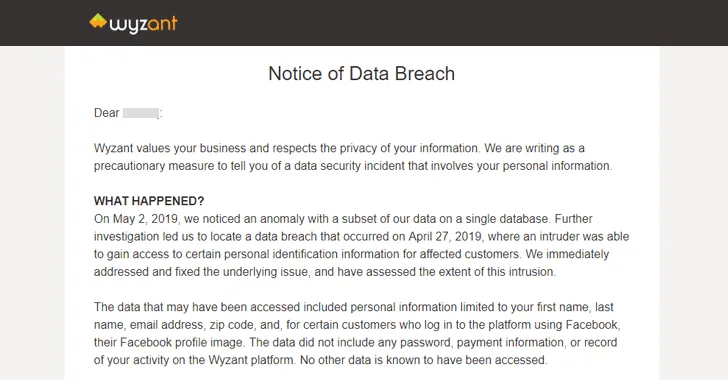 wyzant
Notice of Data Breach
Dear :
Wyzant values your business and respects the privacy of your information. We are writing as a
precautionary measure to tell you of a data security incident that involves your personal information.
WHAT HAPPENED?
On May 2, 2019, we noticed an anomaly with a subset of our data on a single database. Further
investigation led us to locate a data breach that occurred on April 27, 2019, where an intruder was able
to gain access to certain personal identification information for affected customers. We immediately
addressed and fixed the underlying issue, and have assessed the extent of this intrusion.
The data that may have been accessed included personal information limited to your first name, last
name, email address, zip code, and, for certain customers who log in to the platform using Facebook,
their Facebook profile image. The data did not include any password, payment information, or record
of your activity on the Wyzant platform. No other data is known to have been accessed.